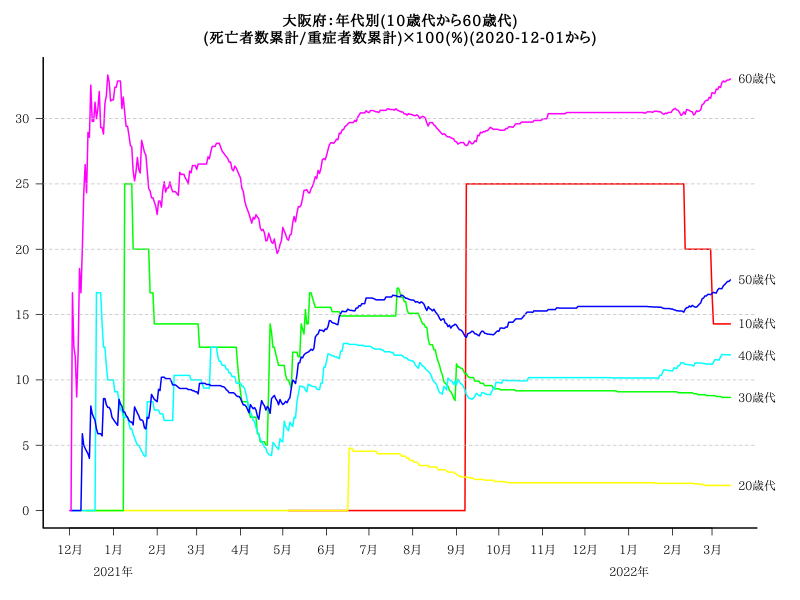 大阪府:年代別(10歳代から60歳代)
(死亡者数累計/重症者数累計)×100(%)(2020-12-01から)
30
25
20
15
10
5
0
60歳代
50歳代
10歳代
40歳代
30歳代
20歳代
12月 1月 2月 3月 4月 5月 6月 7月 8月 9月 10月 11月 12月 1月 2月 3月
2021年 2022年